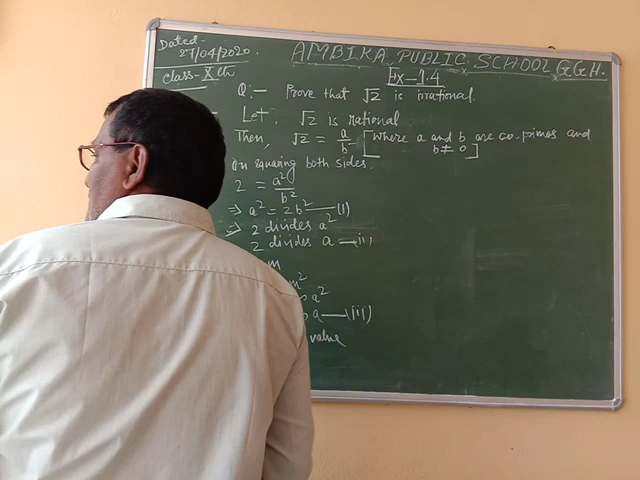 Dated-
27/04/2020.
Class-Xth
AMBIKA PUBLIC SCHOOL G.G.H.
Ex-1.4
Q:- Prove that √2 is irrational.
Let, √2 is rational
Then, √2 = a/b [where a and b are co-primes and b≠0]
On squaring both sides.
2 = a²/b²
⇒ a² = 2b² —(i)
⇒ 2 divides a²
2 divides a —ii)
m
m²
a²
a —(iii)
value